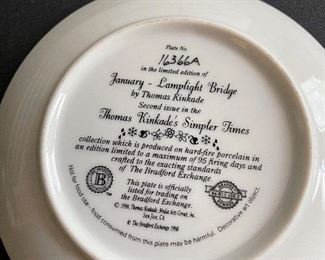 Plate No.
16366A
in the limited edition of
January - Lamplight Bridge
by Thomas Kinkade
Second issue in the
Thomas Kinkade's Simpler Times
collection which is produced on hard-fire porcelain in
an edition limited to a maximum of 95 firing days and
crafted to the exacting standards
of The Bradford Exchange.
This plate is officially
listed for trading on
the Bradford Exchange.
B
© 1998, Thomas Kinkade, Media Arts Group, Inc.
San Jose, CA
© The Bradford Exchange 1998
Not for food use - food consumed from this plate may be harmful. Decorative art object.